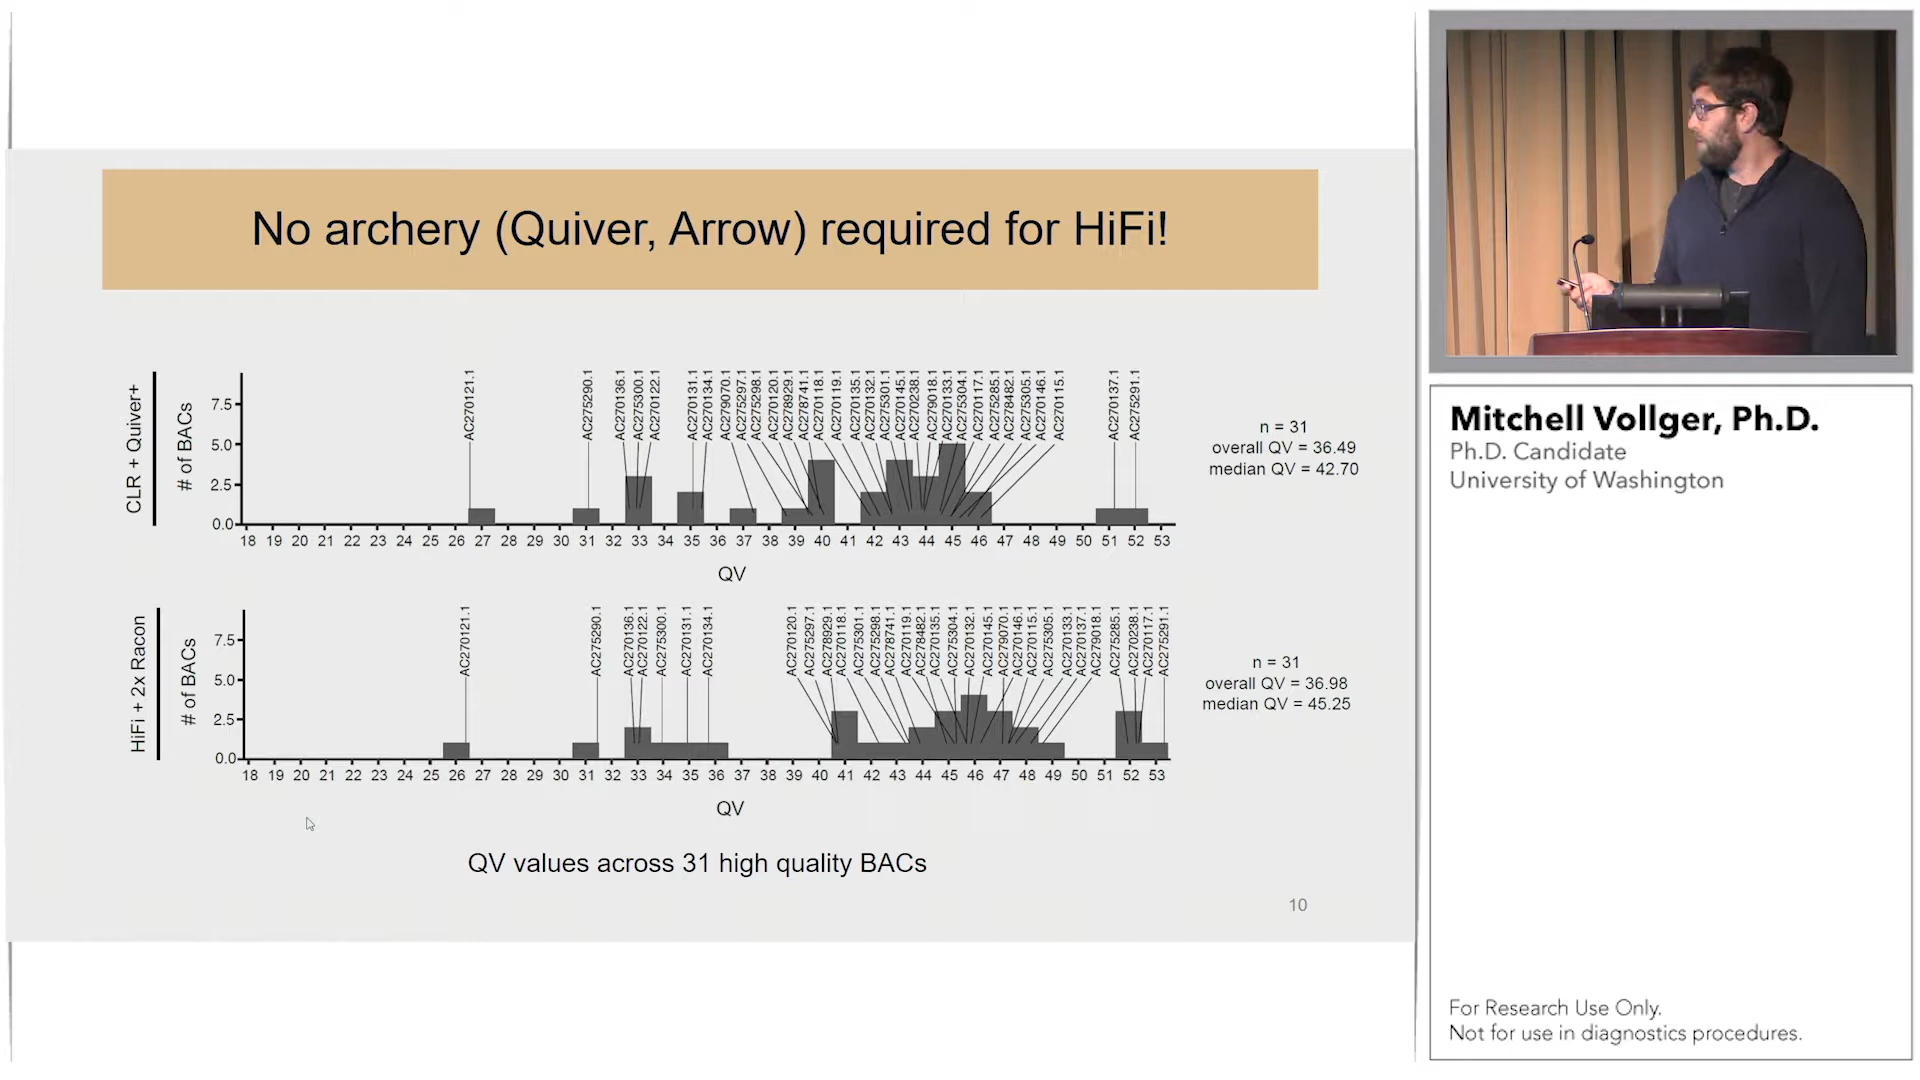 No archery (Quiver, Arrow) required for HiFi!
CLR + Quiver+
# of BACs
7.5
5.0
2.5
0.0
AC270121.1
AC275290.1
AC270136.1
AC275300.1
AC270122.1
AC270131.1
AC270134.1
AC279070.1
AC275297.1
AC275298.1
AC270120.1
AC278929.1
AC278741.1
AC270118.1
AC270119.1
AC270135.1
AC270132.1
AC275301.1
AC270145.1
AC270238.1
AC279018.1
AC270133.1
AC275304.1
AC270117.1
AC275285.1
AC278482.1
AC275305.1
AC270146.1
AC270115.1
AC270137.1
AC275291.1
18 19 20 21 22 23 24 25 26 27 28 29 30 31 32 33 34 35 36 37 38 39 40 41 42 43 44 45 46 47 48 49 50 51 52 53
QV
n = 31
overall QV = 36.49
median QV = 42.70
HiFi + 2x Racon
# of BACs
7.5
5.0
2.5
0.0
AC270121.1
AC275290.1
AC270136.1
AC270122.1
AC275300.1
AC270131.1
AC270134.1
AC270120.1
AC275297.1
AC278929.1
AC270118.1
AC275301.1
AC275298.1
AC278741.1
AC270119.1
AC278482.1
AC270135.1
AC275304.1
AC270132.1
AC270145.1
AC279070.1
AC270146.1
AC270115.1
AC275305.1
AC270133.1
AC270137.1
AC279018.1
AC275285.1
AC270238.1
AC270117.1
AC275291.1
18 19 20 21 22 23 24 25 26 27 28 29 30 31 32 33 34 35 36 37 38 39 40 41 42 43 44 45 46 47 48 49 50 51 52 53
QV
n = 31
overall QV = 36.98
median QV = 45.25
QV values across 31 high quality BACs
10
Mitchell Vollger, Ph.D.
Ph.D. Candidate
University of Washington
For Research Use Only.
Not for use in diagnostics procedures.